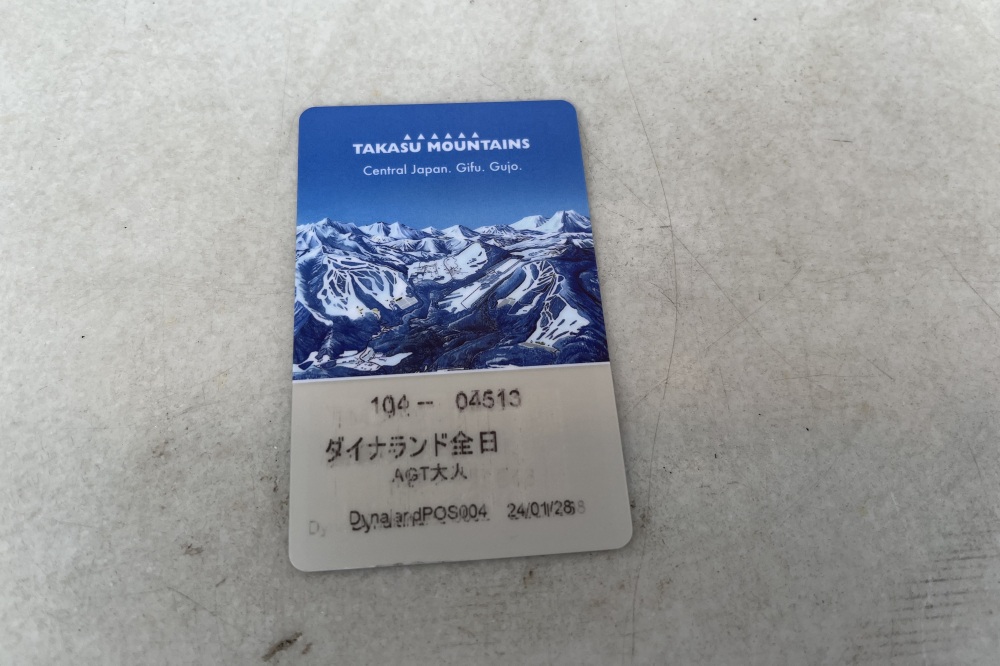 TAKASU MOUNTAINS
Central Japan. Gifu. Gujo.
104-- 04513
ダイナランド全日
AGT大人
DynalandPOS004 24/01/28